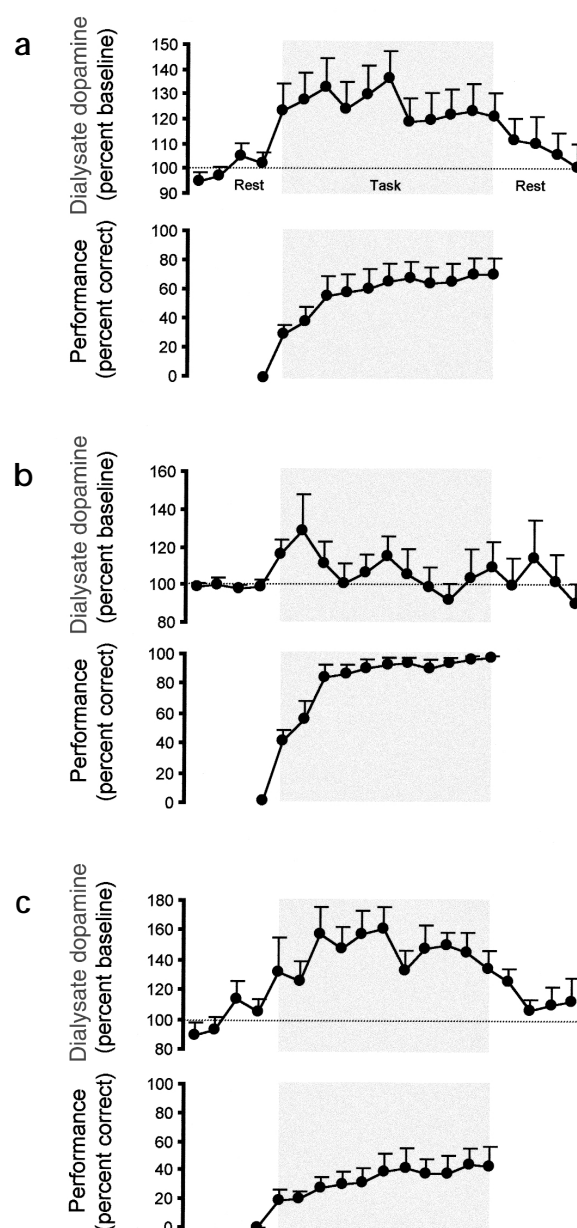 a
Dialysate dopamine
(percent baseline)
150
140
130
120
110
100
90
Rest
Task
Rest
Performance
(percent correct)
100
80
60
40
20
0
b
Dialysate dopamine
(percent baseline)
160
140
120
100
80
Performance
(percent correct)
100
80
60
40
20
0
c
Dialysate dopamine
(percent baseline)
180
160
140
120
100
80
Performance
(percent correct)
100
80
60
40
20